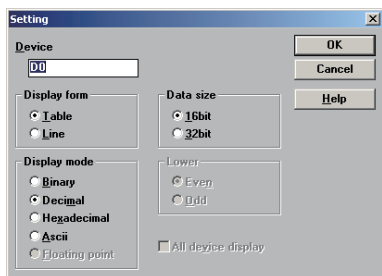 Setting
Device
D0
OK
Cancel
Help
Display form
Table
Line
Data size
16bit
32bit
Display mode
Binary
Decimal
Hexadecimal
Ascii
Floating point
Lower
Even
Odd
All device display